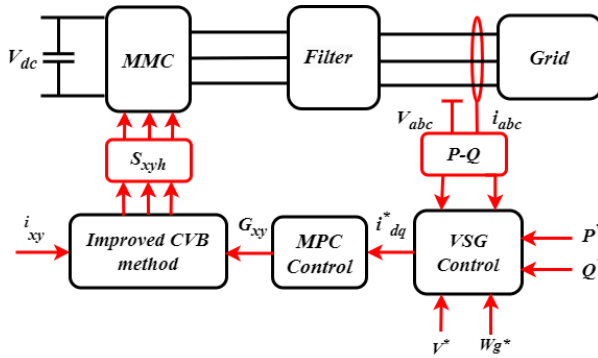 V_dc
MMC
Filter
Grid
V_abc
i_abc
S_xyh
P-Q
i_xy
Improved CVB
method
G_xy
MPC
Control
i*_dq
VSG
Control
P*
Q*
V*
Wg*